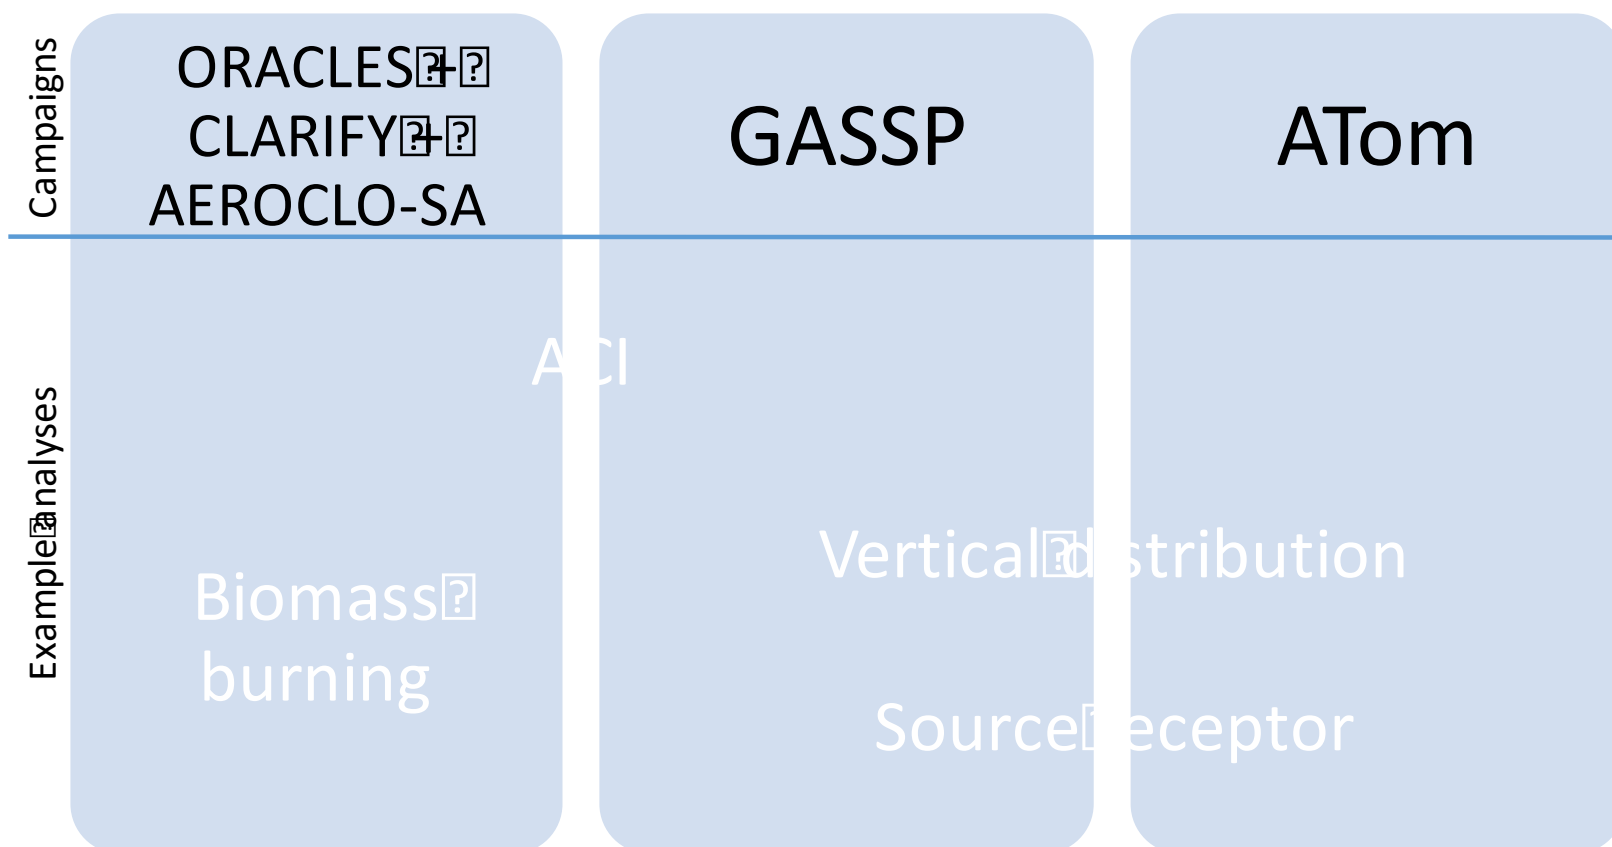 Campaigns
ORACLES +
CLARIFY +
AEROCLO-SA
GASSP
ATom
Example analyses
ACI
Vertical distribution
Biomass
burning
Source receptor